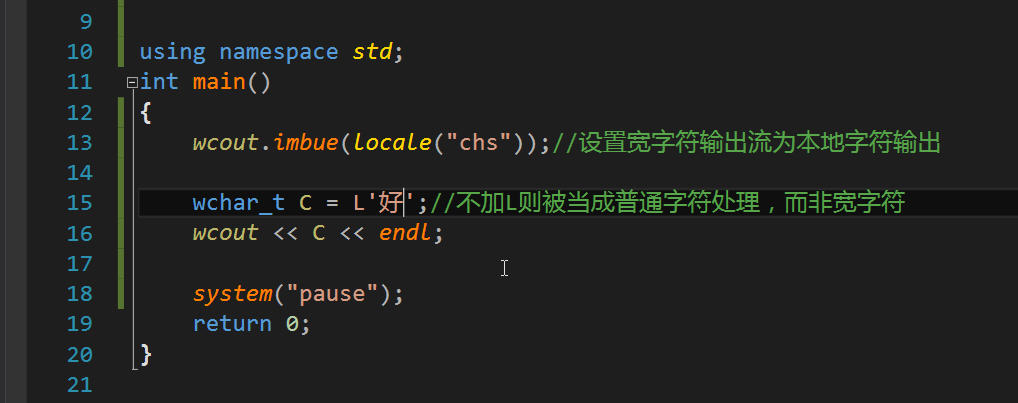 9
10 using namespace std;
11 int main()
12 {
13 wcout.imbue(locale("chs"));//设置宽字符输出流为本地字符输出
14
15 wchar_t C = L'好';//不加L则被当成普通字符处理，而非宽字符
16 wcout << C << endl;
17
18 system("pause");
19 return 0;
20 }
21